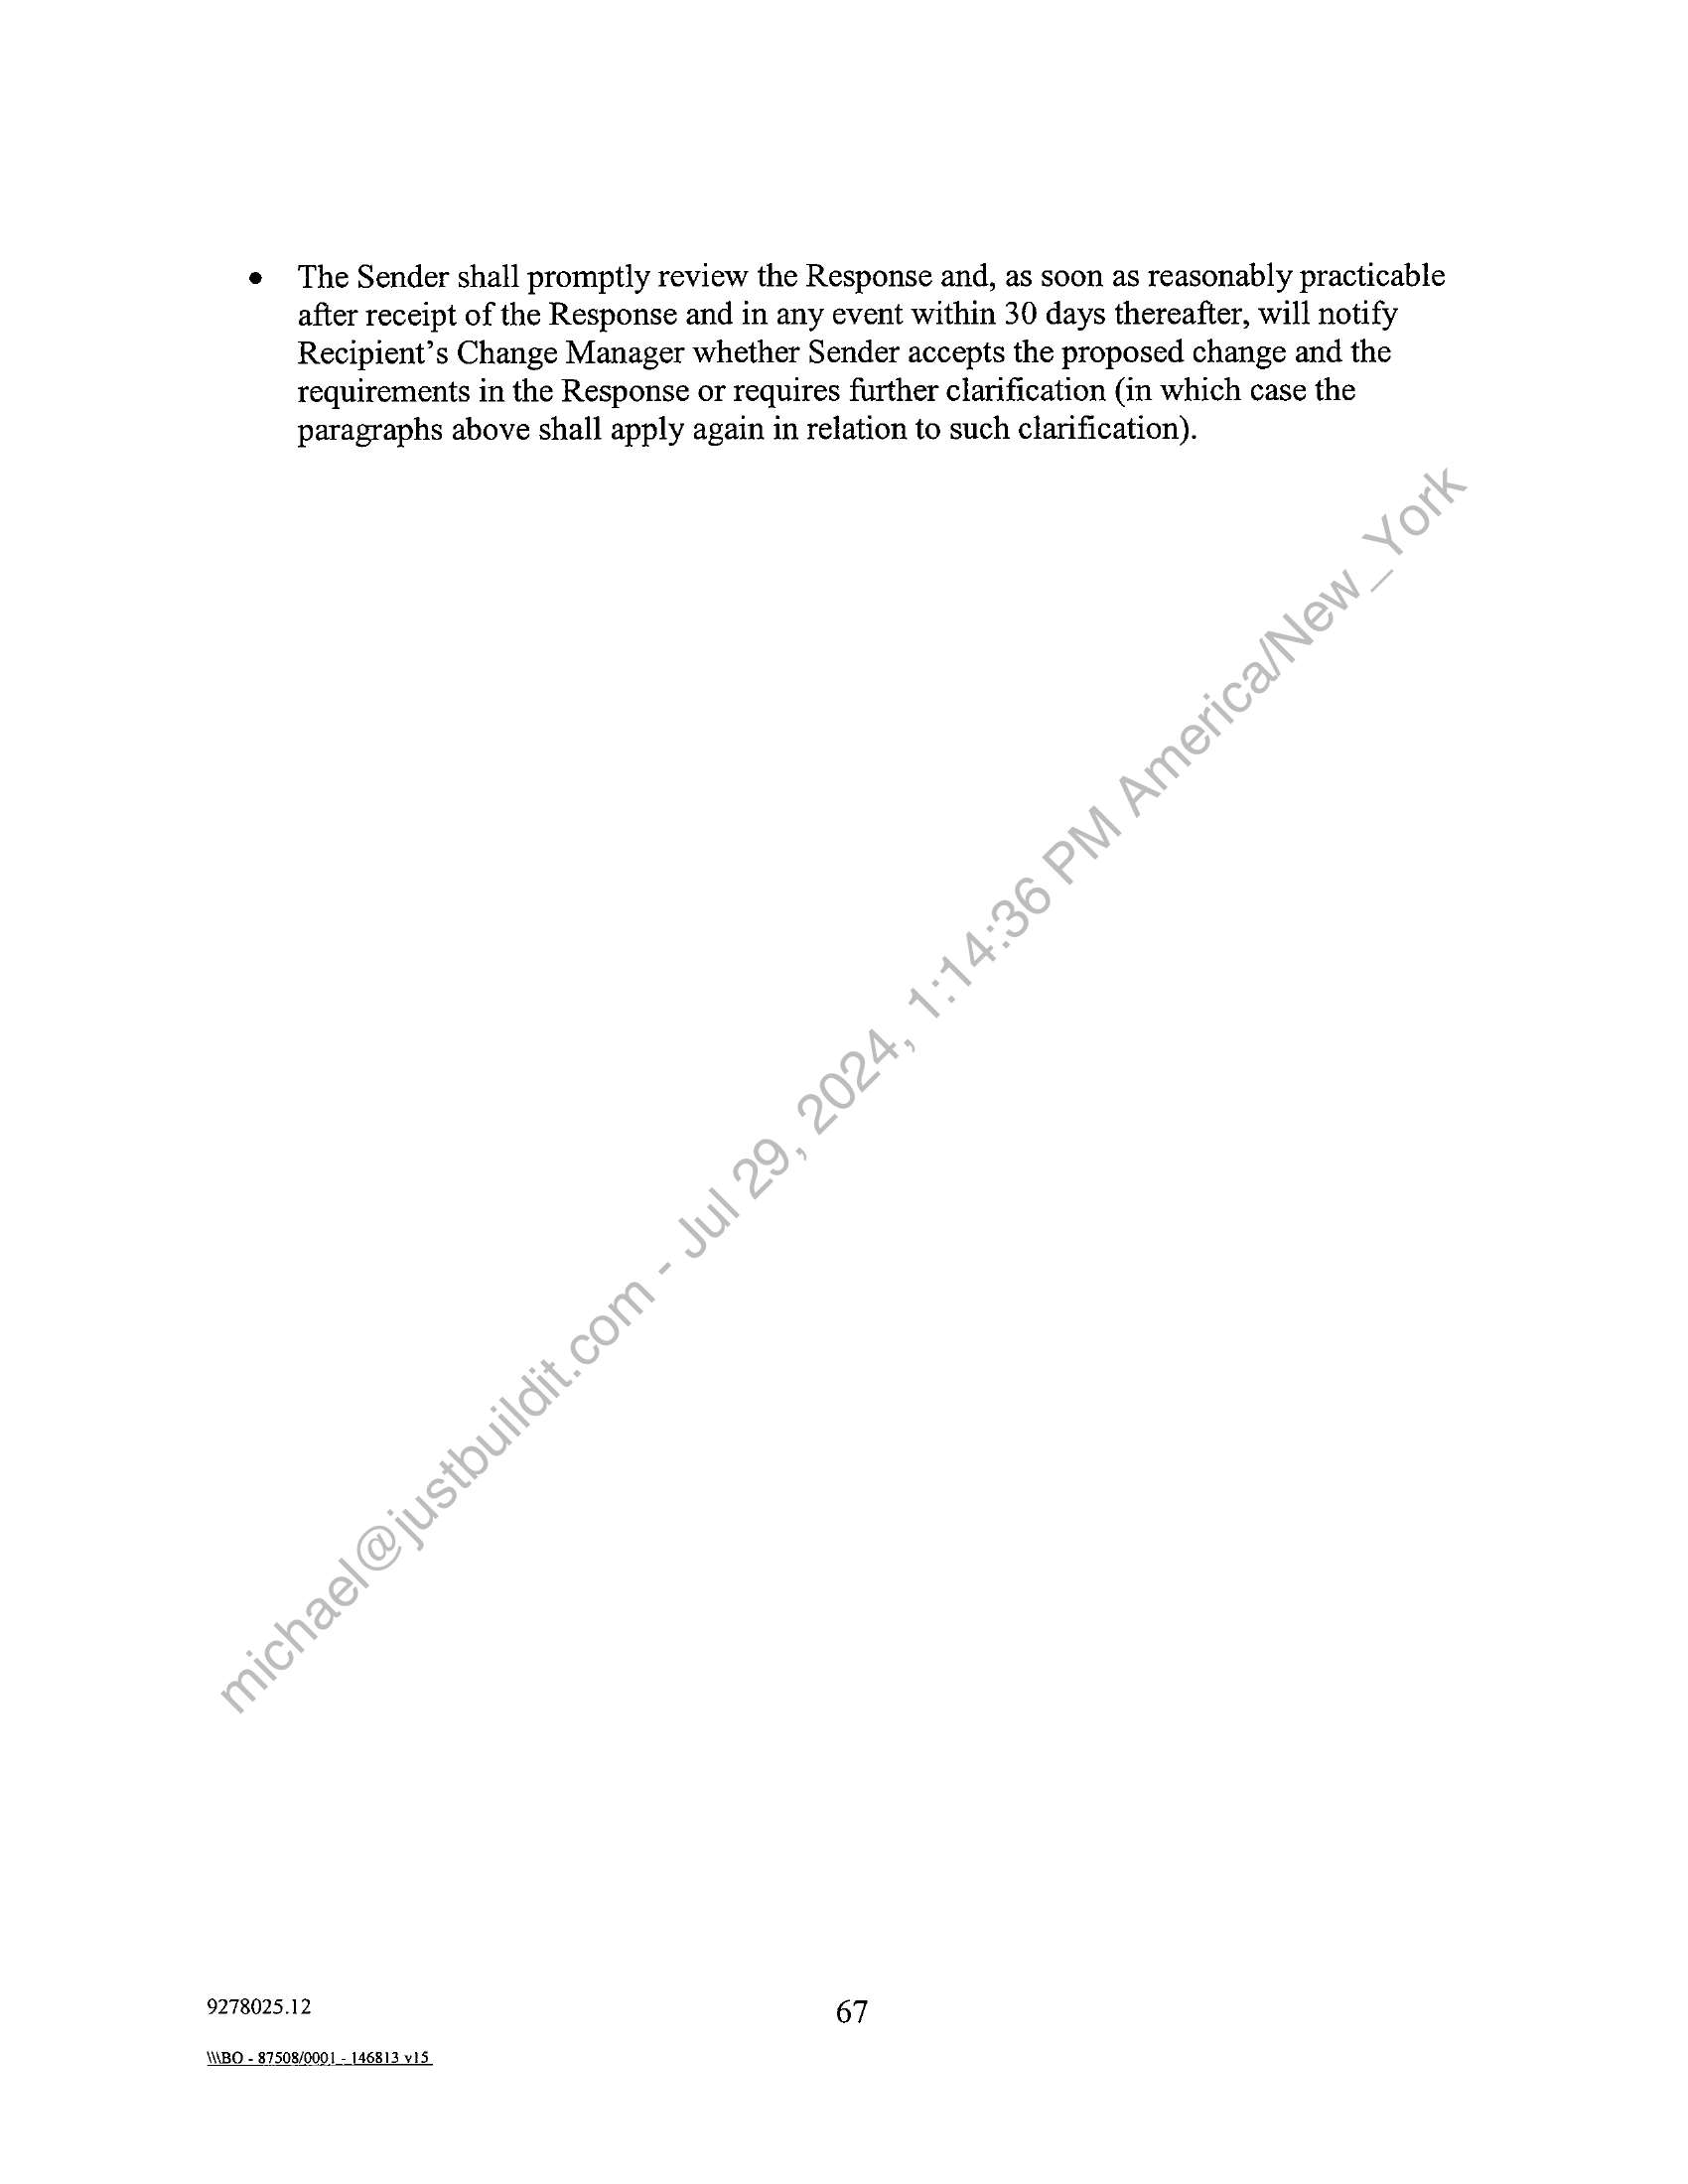 • The Sender shall promptly review the Response and, as soon as reasonably practicable
after receipt of the Response and in any event within 30 days thereafter, will notify
Recipient’s Change Manager whether Sender accepts the proposed change and the
requirements in the Response or requires further clarification (in which case the
paragraphs above shall apply again in relation to such clarification).
michael@justbuildit.com - Jul 29, 2024, 1:14:36 PM America/New_York
9278025.12
67
\\\BO - 87508/0001 - 146813 v15